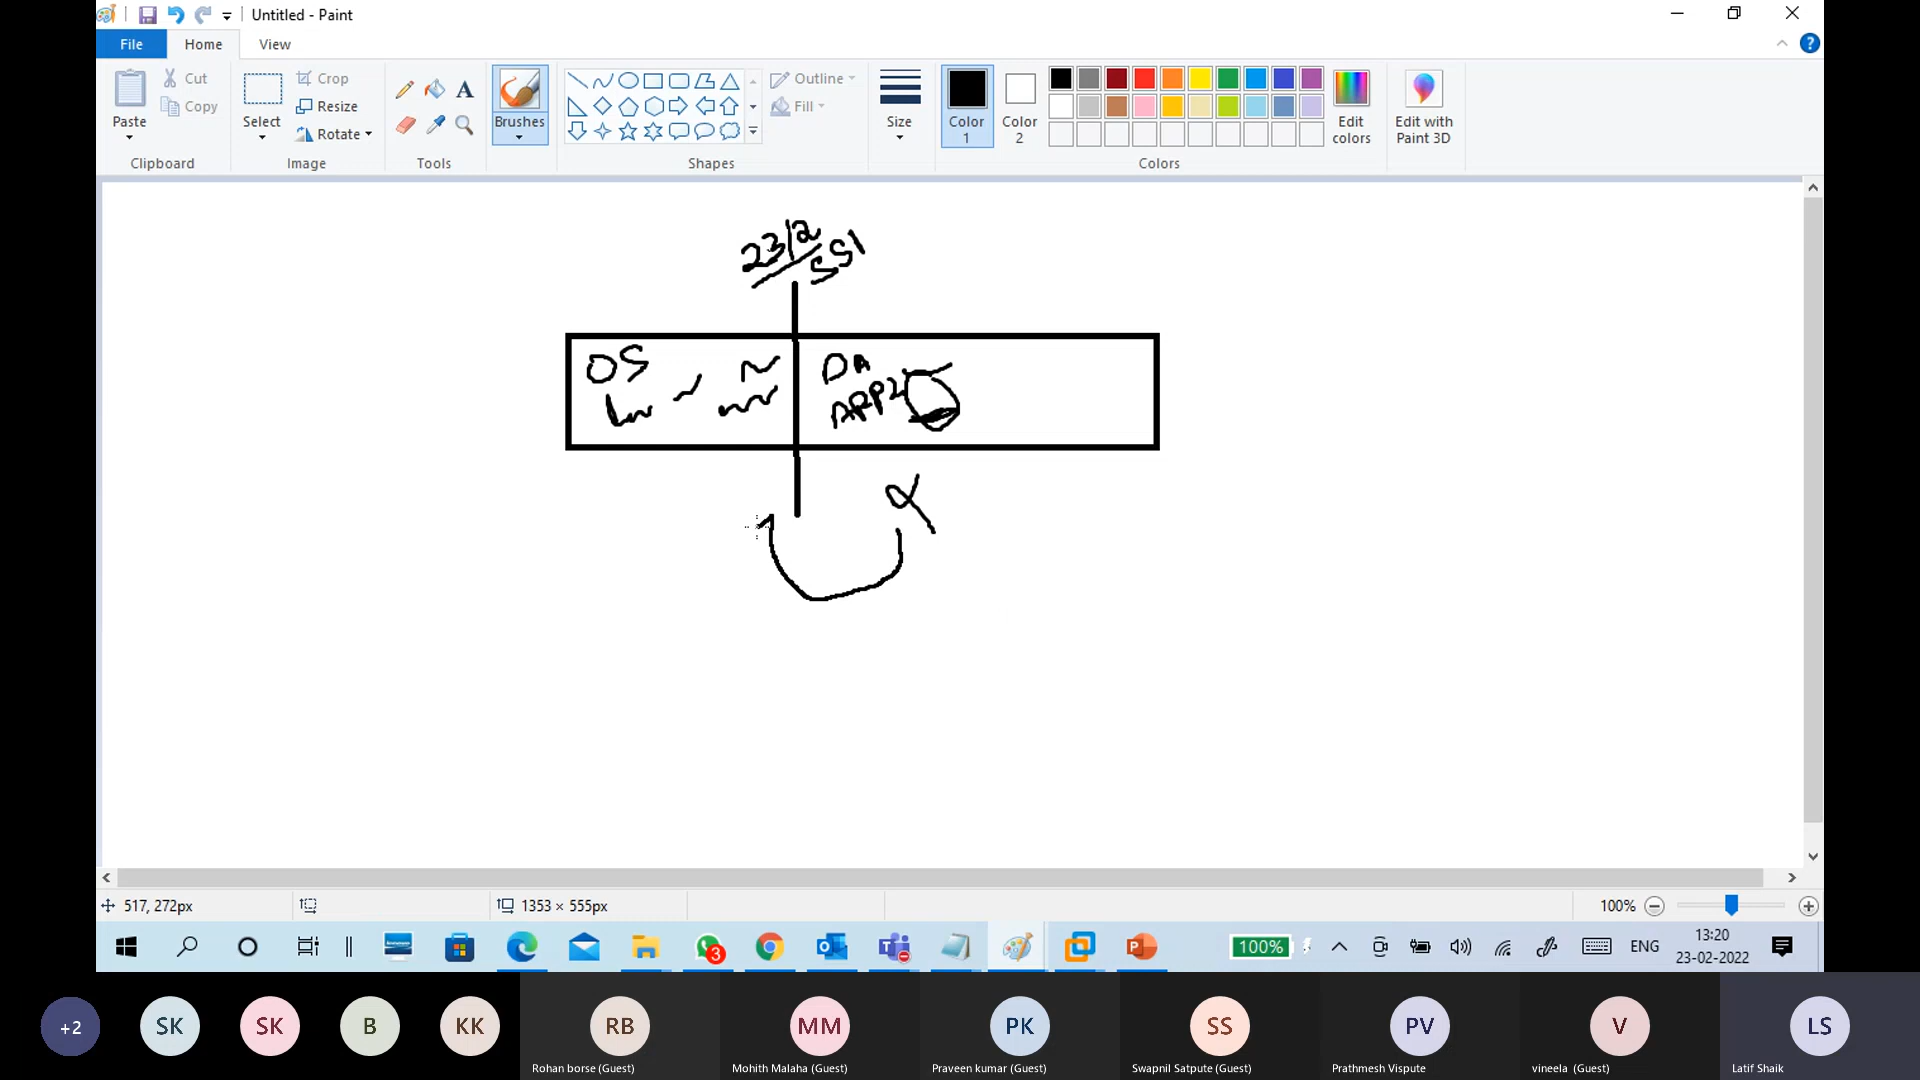 Untitled - Paint
File
Home
View
Paste
Cut
Copy
Clipboard
Select
Crop
Resize
Rotate
Image
Tools
Brushes
Outline
Fill
Shapes
Size
Color
1
Color
2
Edit
colors
Edit with
Paint 3D
Colors
23/2
SS1
OS
DA
APP2
517, 272px
1353 × 555px
100%
100%
ENG
13:20
23-02-2022
3
+2
SK
SK
B
KK
RB
MM
PK
SS
PV
V
LS
Rohan borse (Guest)
Mohith Malaha (Guest)
Praveen kumar (Guest)
Swapnil Satpute (Guest)
Prathmesh Vispute
vineela (Guest)
Latif Shaik